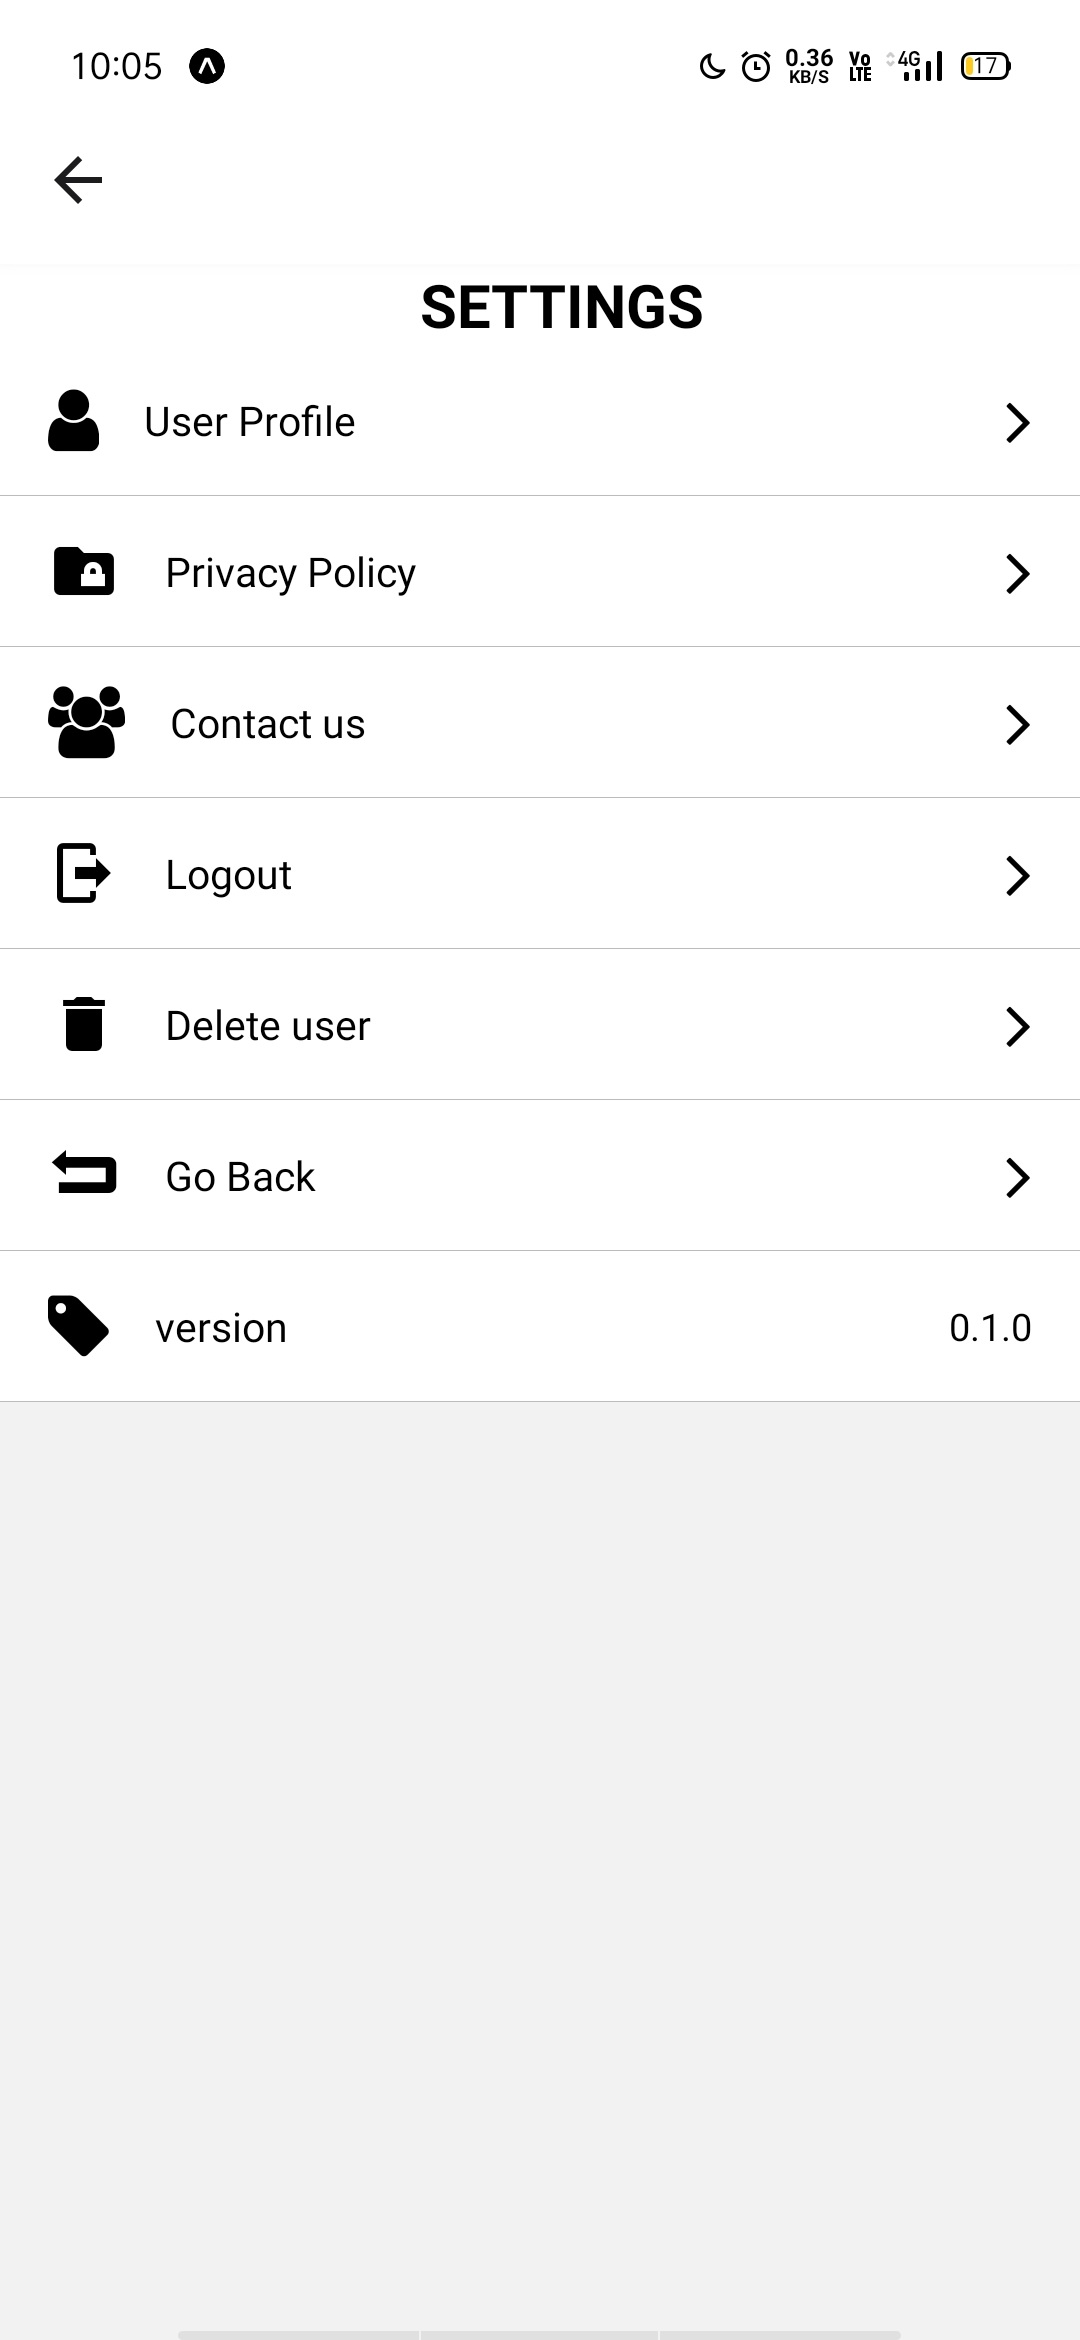 10:05 0.36 KB/S Vo LTE 4G 17
SETTINGS
User Profile
Privacy Policy
Contact us
Logout
Delete user
Go Back
version 0.1.0